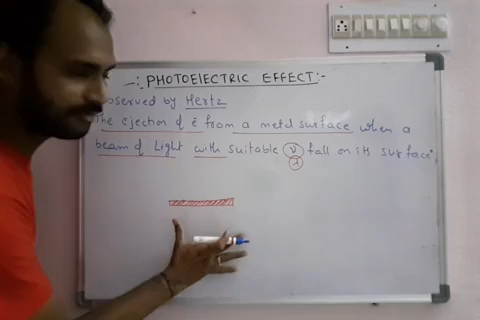 -: PHOTOELECTRIC EFFECT :-
observed by Hertz
The ejection of ē from a metal surface when a
beam of Light with suitable ν fall on its surface.
λ